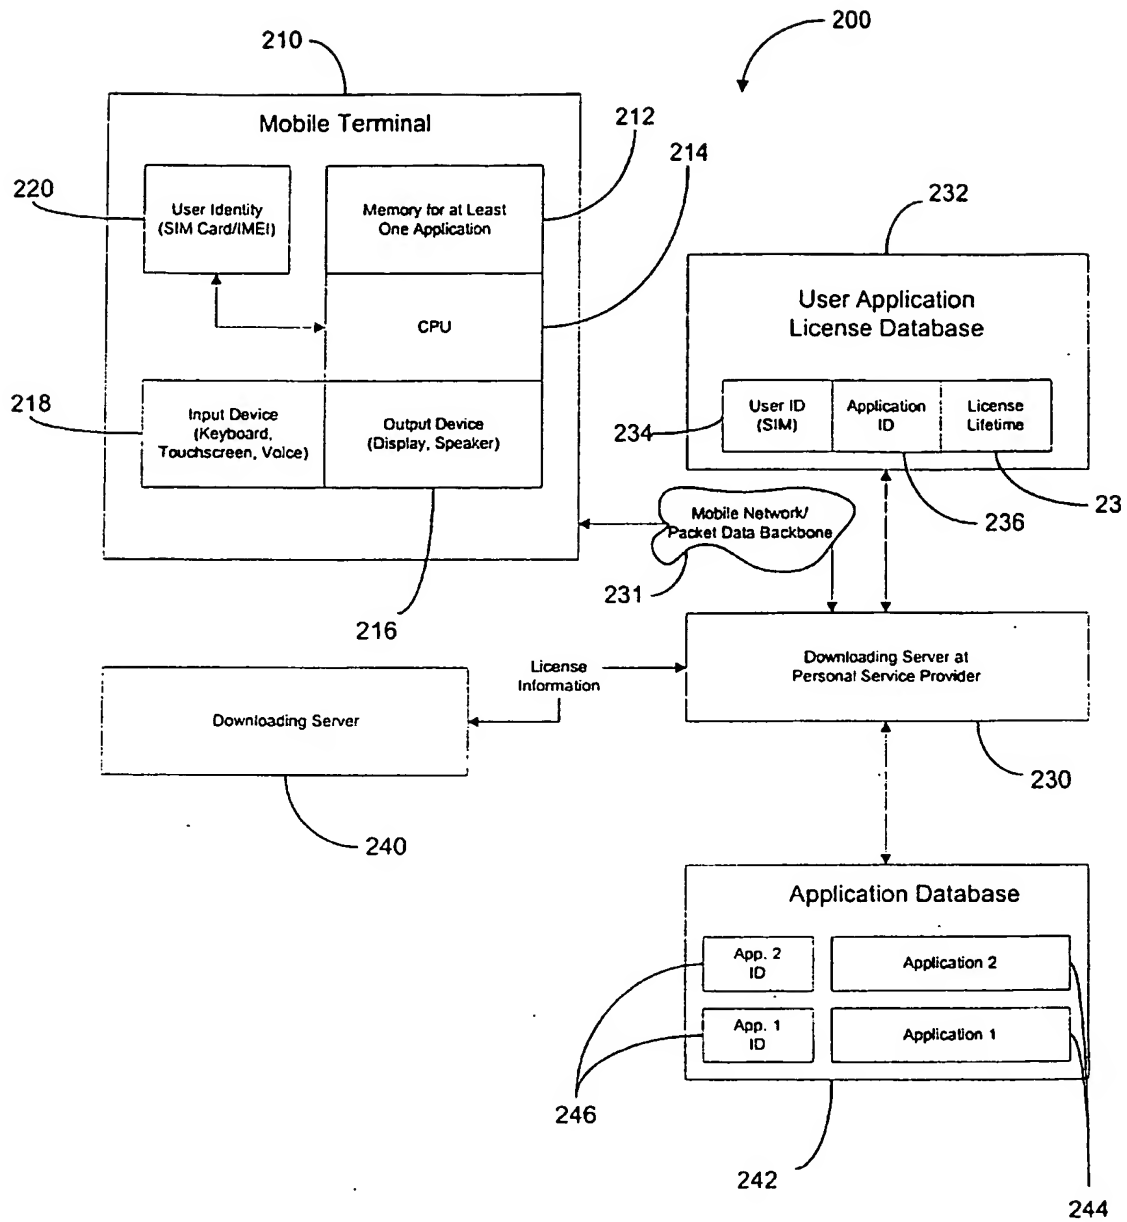 200
210
Mobile Terminal
212
214
220
User Identity
(SIM Card/IMEI)
Memory for at Least
One Application
232
CPU
User Application
License Database
218
Input Device
(Keyboard,
Touchscreen, Voice)
Output Device
(Display, Speaker)
234
User ID
(SIM)
Application
ID
License
Lifetime
Mobile Network/
Packet Data Backbone
236
23
231
216
License
Information
Downloading Server at
Personal Service Provider
Downloading Server
230
240
Application Database
App. 2
ID
Application 2
App. 1
ID
Application 1
246
242
244